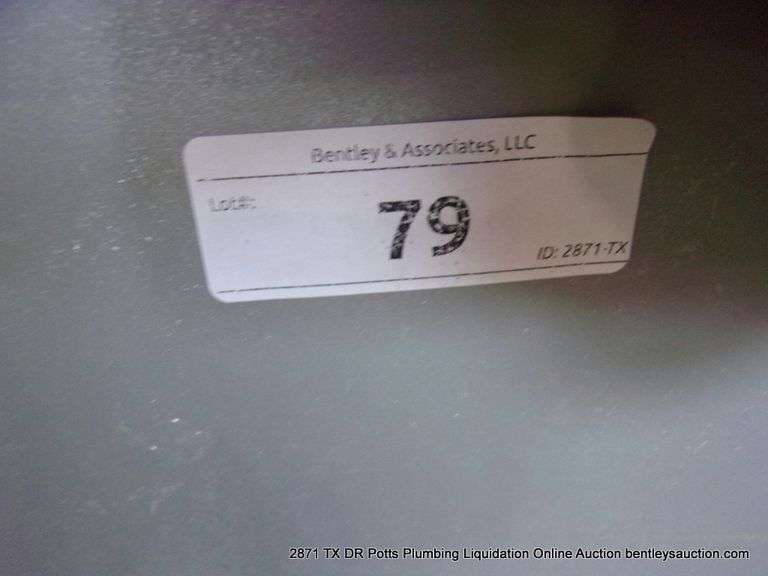 Bentley & Associates, LLC
Lot#:
79
ID: 2871-TX
2871 TX DR Potts Plumbing Liquidation Online Auction bentleysauction.com